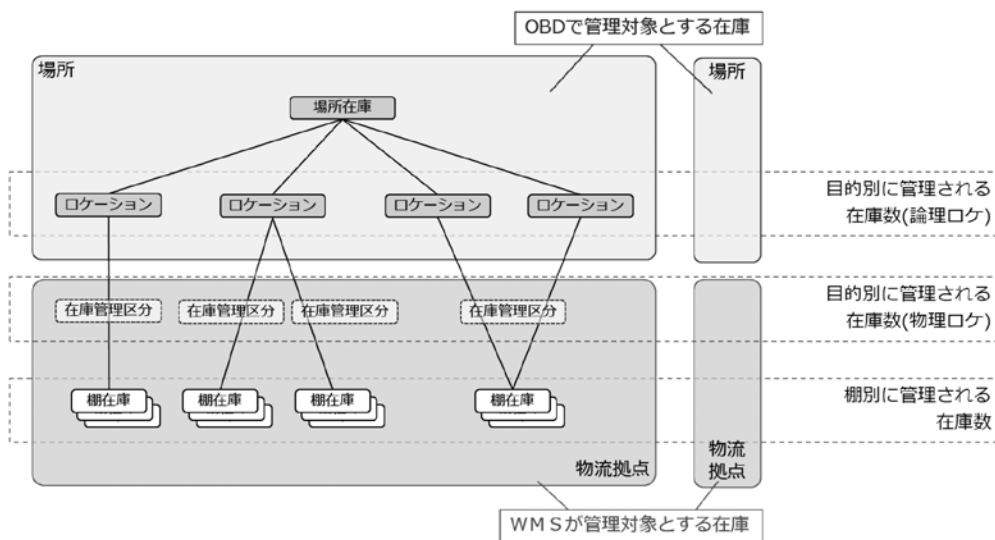 OBDで管理対象とする在庫
場所
場所
場所在庫
ロケーション
ロケーション
ロケーション
ロケーション
目的別に管理される
在庫数(論理ロケ)
在庫管理区分
在庫管理区分
在庫管理区分
在庫管理区分
目的別に管理される
在庫数(物理ロケ)
棚在庫
棚在庫
棚在庫
棚在庫
棚別に管理される
在庫数
物流拠点
物流
拠点
WMSが管理対象とする在庫